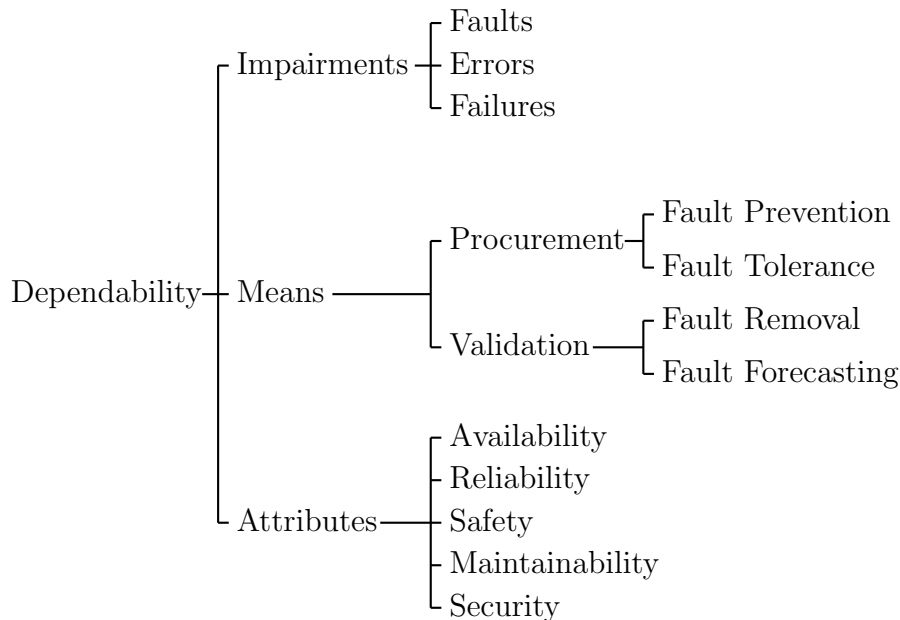 Dependability
Impairments
Faults
Errors
Failures
Means
Procurement
Fault Prevention
Fault Tolerance
Validation
Fault Removal
Fault Forecasting
Attributes
Availability
Reliability
Safety
Maintainability
Security